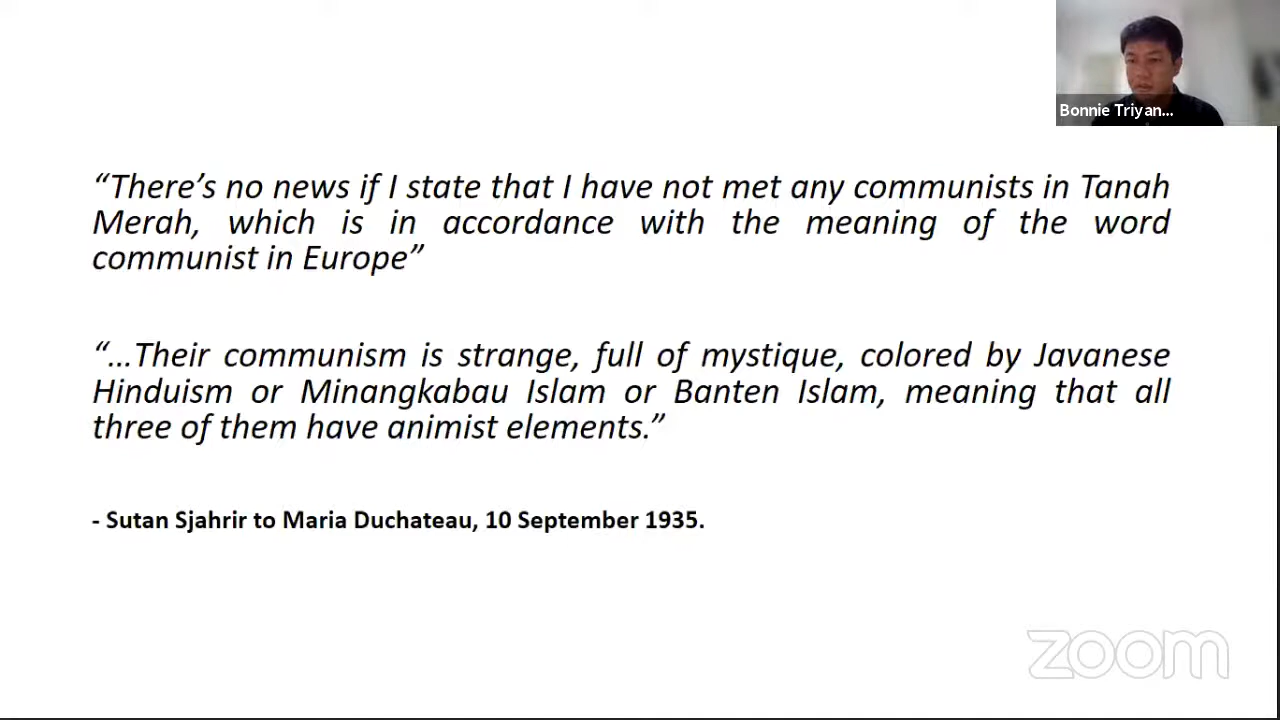 Bonnie Triyan...
“There’s no news if I state that I have not met any communists in Tanah
Merah, which is in accordance with the meaning of the word
communist in Europe”
“…Their communism is strange, full of mystique, colored by Javanese
Hinduism or Minangkabau Islam or Banten Islam, meaning that all
three of them have animist elements.”
- Sutan Sjahrir to Maria Duchateau, 10 September 1935.
zoom